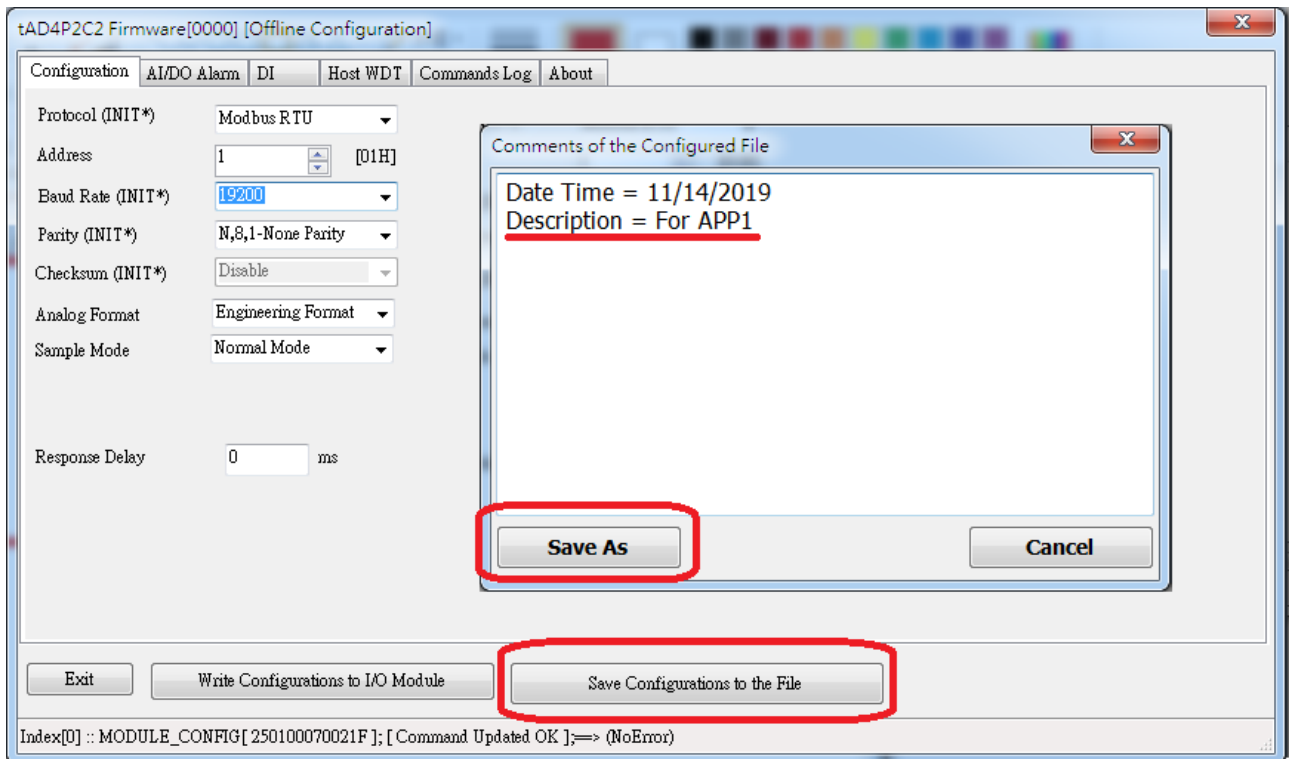 tAD4P2C2 Firmware[0000] [Offline Configuration]
Configuration AI/DO Alarm DI Host WDT Commands Log About
Protocol (INIT*) Modbus RTU
Address 1 [01H]
Baud Rate (INIT*) 19200
Parity (INIT*) N,8,1-None Parity
Checksum (INIT*) Disable
Analog Format Engineering Format
Sample Mode Normal Mode
Response Delay 0 ms
Comments of the Configured File
Date Time = 11/14/2019
Description = For APP1
Save As Cancel
Exit Write Configurations to I/O Module Save Configurations to the File
Index[0] :: MODULE_CONFIG[ 250100070021F ]; [ Command Updated OK ];==> (NoError)